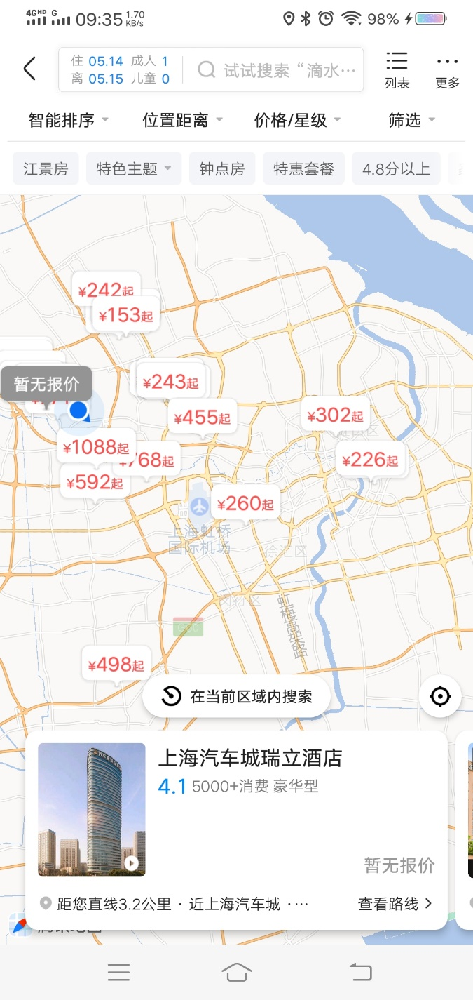 4GHD G 09:35 1.70 KB/s 98%
住 05.14 成人 1
离 05.15 儿童 0
试试搜索“滴水…
列表
更多
智能排序 位置距离 价格/星级 筛选
江景房 特色主题 钟点房 特惠套餐 4.8分以上
¥242起
¥153起
暂无报价
¥243起
¥455起
¥302起
¥1088起
¥768起
¥226起
¥592起
¥260起
上海虹桥
国际机场
徐汇区
闵行区
虹梅高架路
G60
¥498起
在当前区域内搜索
上海汽车城瑞立酒店
4.1 5000+消费 豪华型
暂无报价
距您直线3.2公里 · 近上海汽车城 · …
查看路线